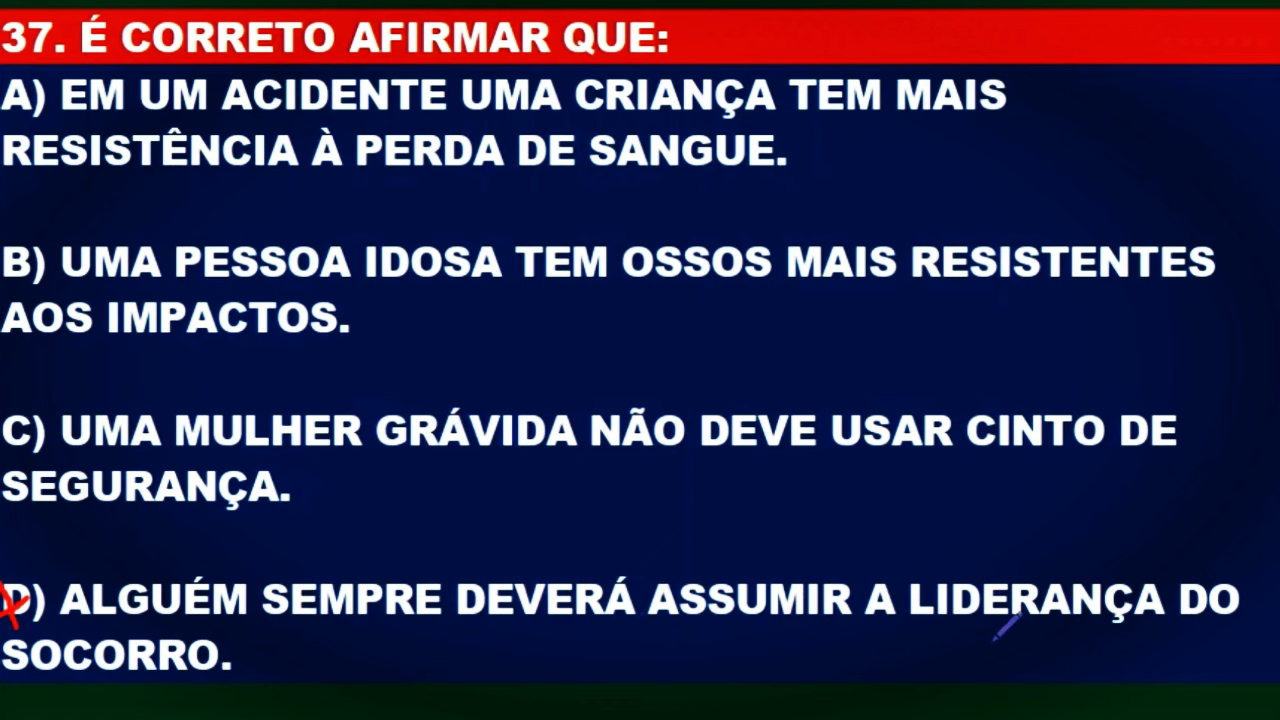 37. É CORRETO AFIRMAR QUE:
A) EM UM ACIDENTE UMA CRIANÇA TEM MAIS
RESISTÊNCIA À PERDA DE SANGUE.
B) UMA PESSOA IDOSA TEM OSSOS MAIS RESISTENTES
AOS IMPACTOS.
C) UMA MULHER GRÁVIDA NÃO DEVE USAR CINTO DE
SEGURANÇA.
D) ALGUÉM SEMPRE DEVERÁ ASSUMIR A LIDERANÇA DO
SOCORRO.